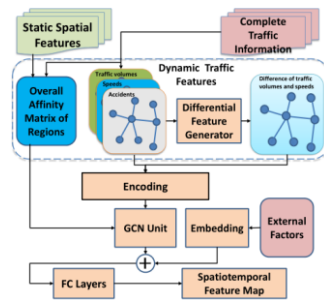 Static Spatial
Features
Complete
Traffic
Information
Dynamic Traffic
Features
Overall
Affinity
Matrix of
Regions
Traffic volumes
Speeds
Accidents
Differential
Feature
Generator
Difference of traffic
volumes and speeds
Encoding
GCN Unit
Embedding
External
Factors
FC Layers
Spatiotemporal
Feature Map